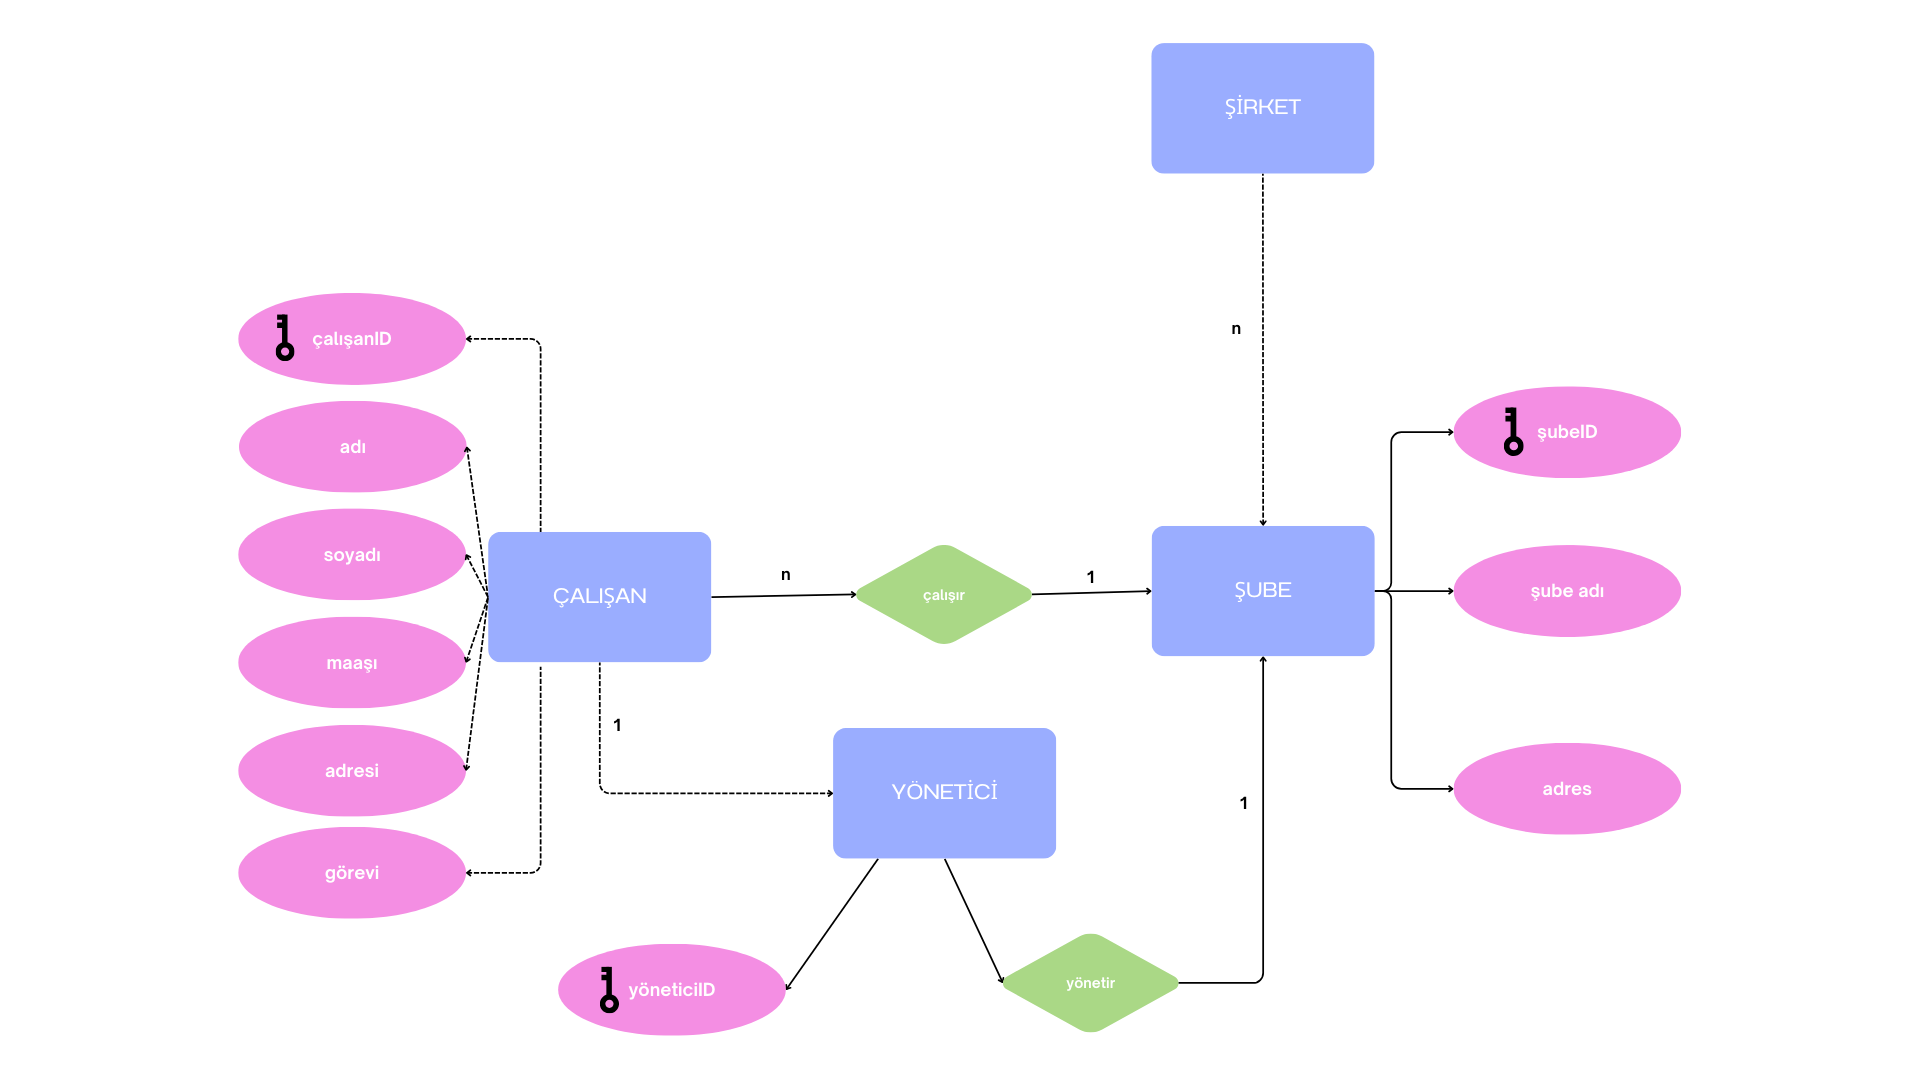 ŞİRKET
n
çalışanID
adı
soyadı
maaşı
adresi
görevi
ÇALIŞAN
n
çalışır
1
ŞUBE
şubeID
şube adı
adres
1
YÖNETİCİ
1
yöneticiID
yönetir